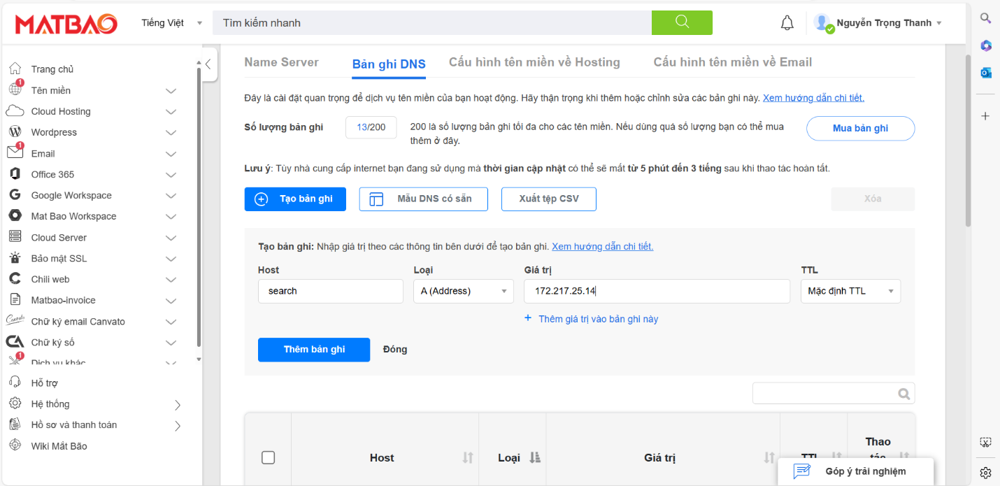 MATBAO
Tiếng Việt
Tìm kiếm nhanh
Nguyễn Trọng Thanh
Trang chủ
1
Tên miền
Cloud Hosting
Wordpress
1
Email
Office 365
Google Workspace
Mat Bao Workspace
Cloud Server
Bảo mật SSL
Chili web
Matbao-invoice
Chữ ký email Canvato
Chữ ký số
1
Dịch vụ khác
Hỗ trợ
Hệ thống
Hồ sơ và thanh toán
Wiki Mắt Bão
Name Server
Bản ghi DNS
Cấu hình tên miền về Hosting
Cấu hình tên miền về Email
Đây là cài đặt quan trọng để dịch vụ tên miền của bạn hoạt động. Hãy thận trọng khi thêm hoặc chỉnh sửa các bản ghi này. Xem hướng dẫn chi tiết.
Số lượng bản ghi
13/200
200 là số lượng bản ghi tối đa cho các tên miền. Nếu dùng quá số lượng bạn có thể mua
thêm ở đây.
Mua bản ghi
Lưu ý: Tùy nhà cung cấp internet bạn đang sử dụng mà thời gian cập nhật có thể sẽ mất từ 5 phút đến 3 tiếng sau khi thao tác hoàn tất.
Tạo bản ghi
Mẫu DNS có sẵn
Xuất tệp CSV
Xóa
Tạo bản ghi: Nhập giá trị theo các thông tin bên dưới để tạo bản ghi. Xem hướng dẫn chi tiết.
Host
Loại
Giá trị
TTL
search
A (Address)
172.217.25.14
Mặc định TTL
+ Thêm giá trị vào bản ghi này
Thêm bản ghi
Đóng
Host
Loại
Giá trị
TTL
Thao
tác
Góp ý trải nghiệm